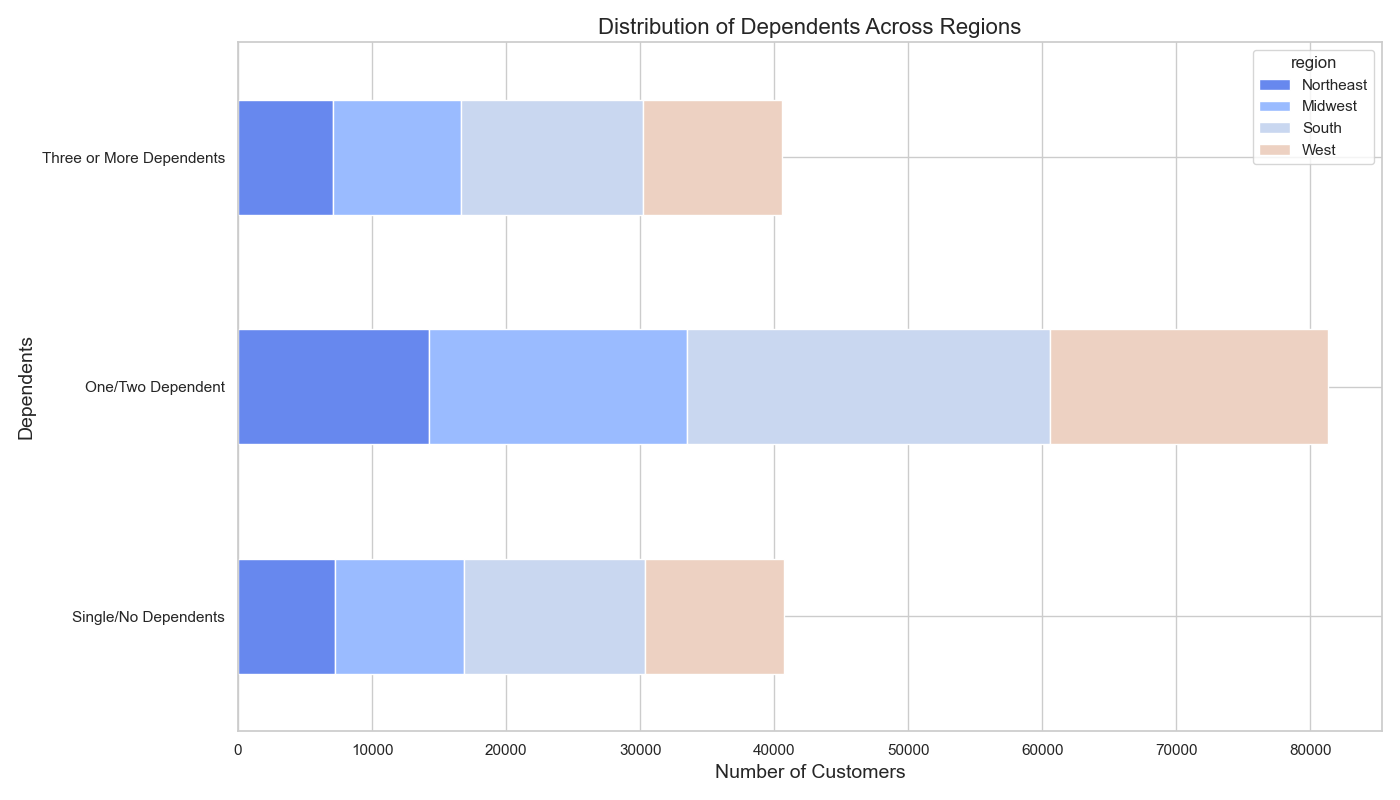 Distribution of Dependents Across Regions
region
Northeast
Midwest
South
West
Dependents
Three or More Dependents
One/Two Dependent
Single/No Dependents
0 10000 20000 30000 40000 50000 60000 70000 80000
Number of Customers